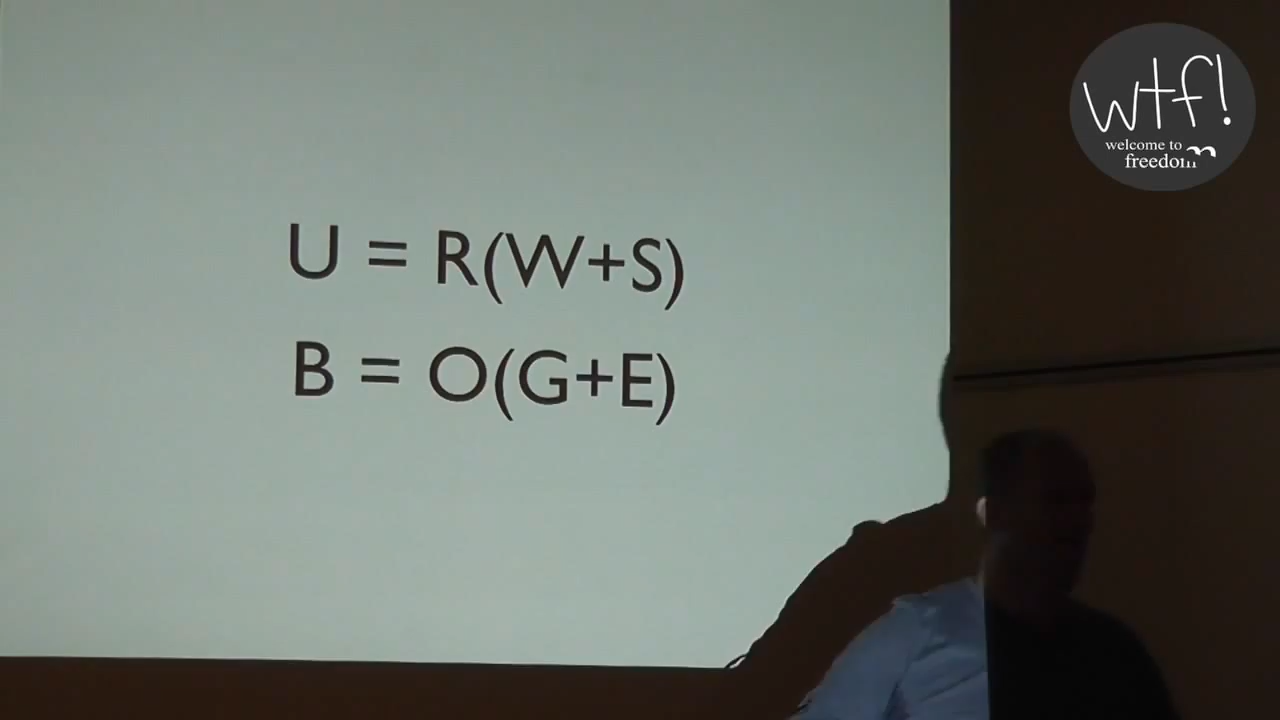 U = R(W+S)
B = O(G+E)
wtf!
welcome to
freedom